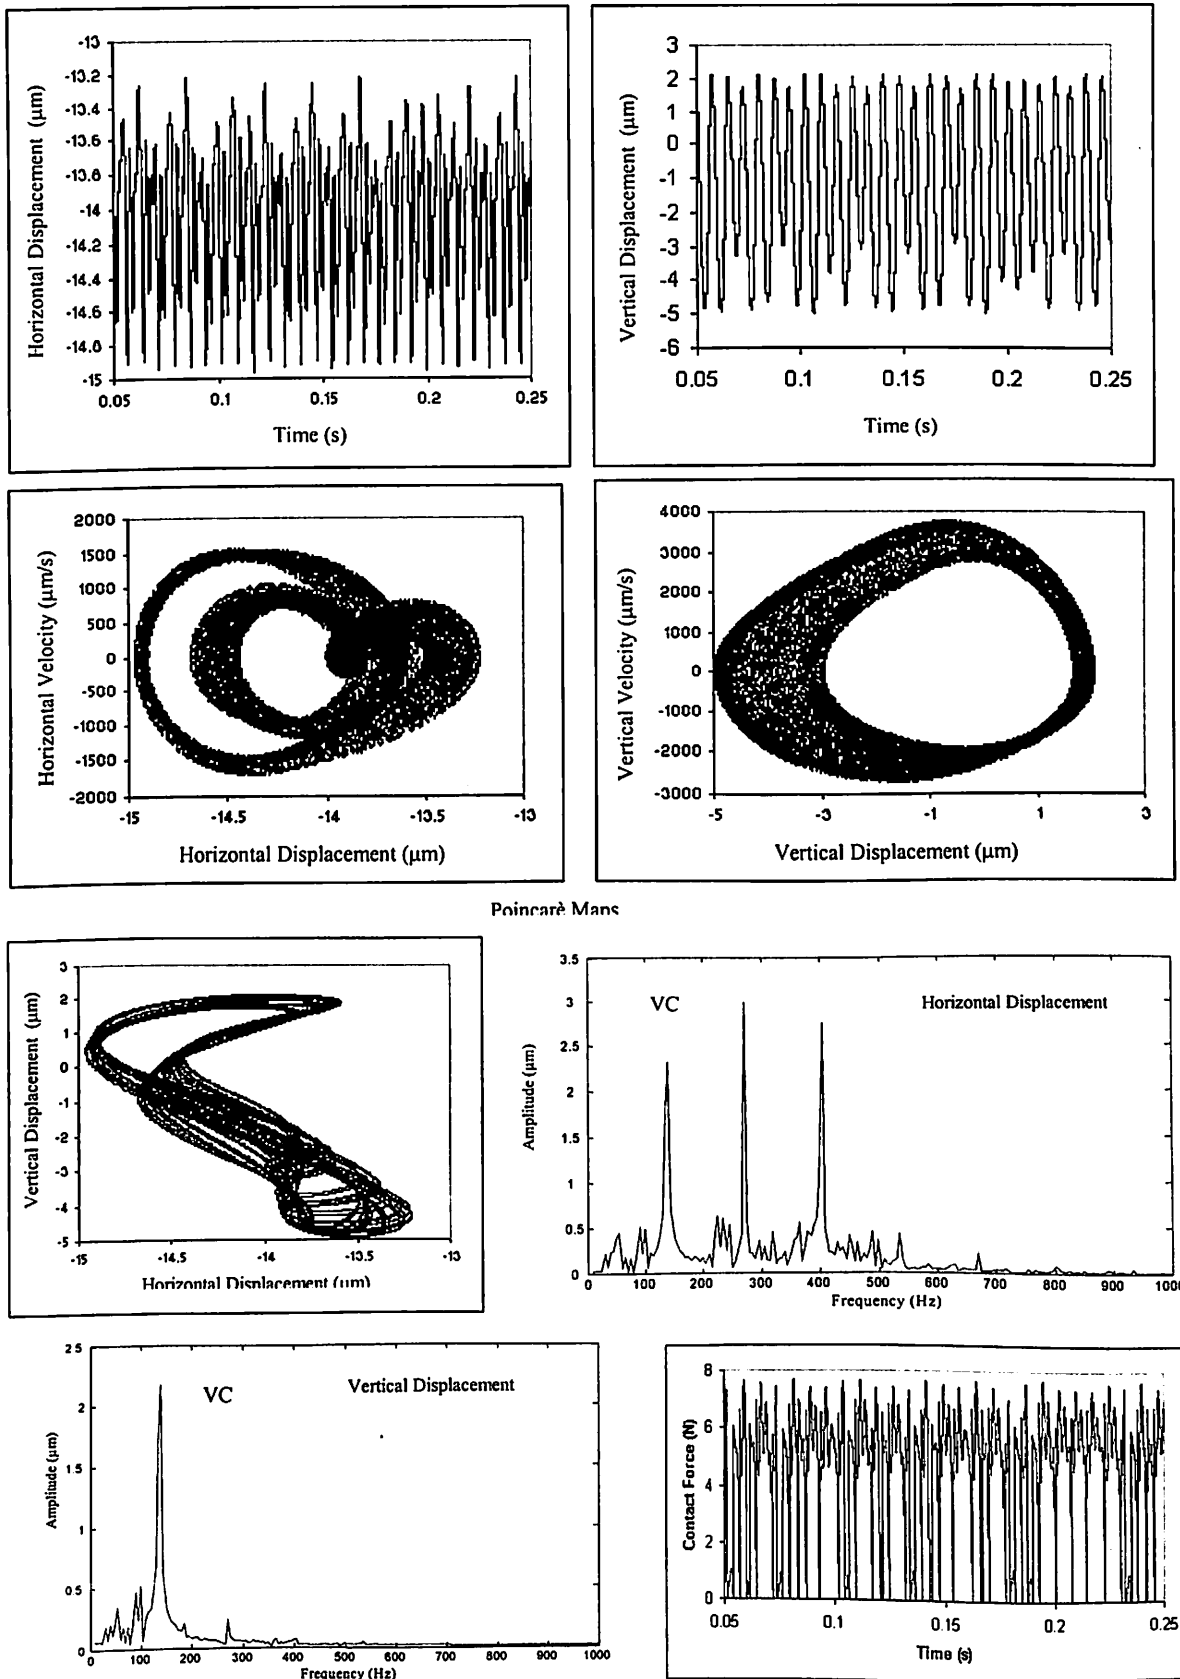 -13
-13.2
-13.4
-13.6
-13.8
-14
-14.2
-14.4
-14.6
-14.8
-15
Horizontal Displacement (µm)
0.05 0.1 0.15 0.2 0.25
Time (s)
3
2
1
0
-1
-2
-3
-4
-5
-6
Vertical Displacement (µm)
0.05 0.1 0.15 0.2 0.25
Time (s)
2000
1500
1000
500
0
-500
-1000
-1500
-2000
Horizontal Velocity (µm/s)
-15 -14.5 -14 -13.5 -13
Horizontal Displacement (µm)
4000
3000
2000
1000
0
-1000
-2000
-3000
Vertical Velocity (µm/s)
-5 -3 -1 1 3
Vertical Displacement (µm)
Poincarè Maps
3
2
1
0
-1
-2
-3
-4
-5
Vertical Displacement (µm)
-15 -14.5 -14 -13.5 -13
Horizontal Displacement (µm)
3.5
3
2.5
2
1.5
1
0.5
0
Amplitude (µm)
VC Horizontal Displacement
0 100 200 300 400 500 600 700 800 900 1000
Frequency (Hz)
2 5
2
1.5
1
0.5
0
Amplitude (µm)
VC Vertical Displacement
0 100 200 300 400 500 600 700 800 900 1000
Frequency (Hz)
8
6
4
2
0
Contact Force (N)
0.05 0.1 0.15 0.2 0.25
Time (s)